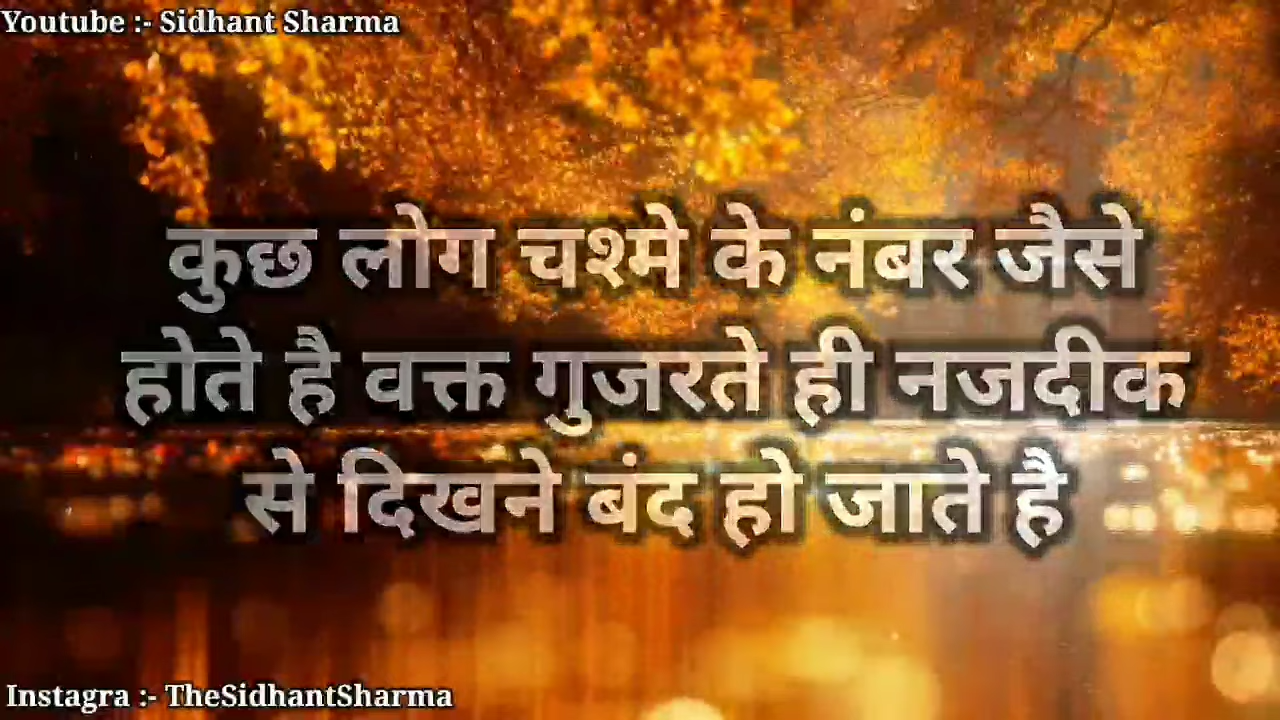 Youtube :- Sidhant Sharma
कुछ लोग चश्मे के नंबर जैसे
होते है वक्त गुजरते ही नजदीक
से दिखने बंद हो जाते है
Instagra :- TheSidhantSharma